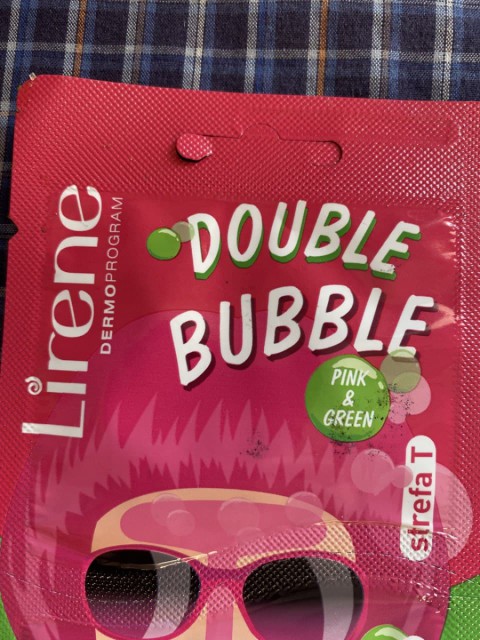 Lirene
DERMOPROGRAM
DOUBLE
BUBBLE
PINK
&
GREEN
strefa T